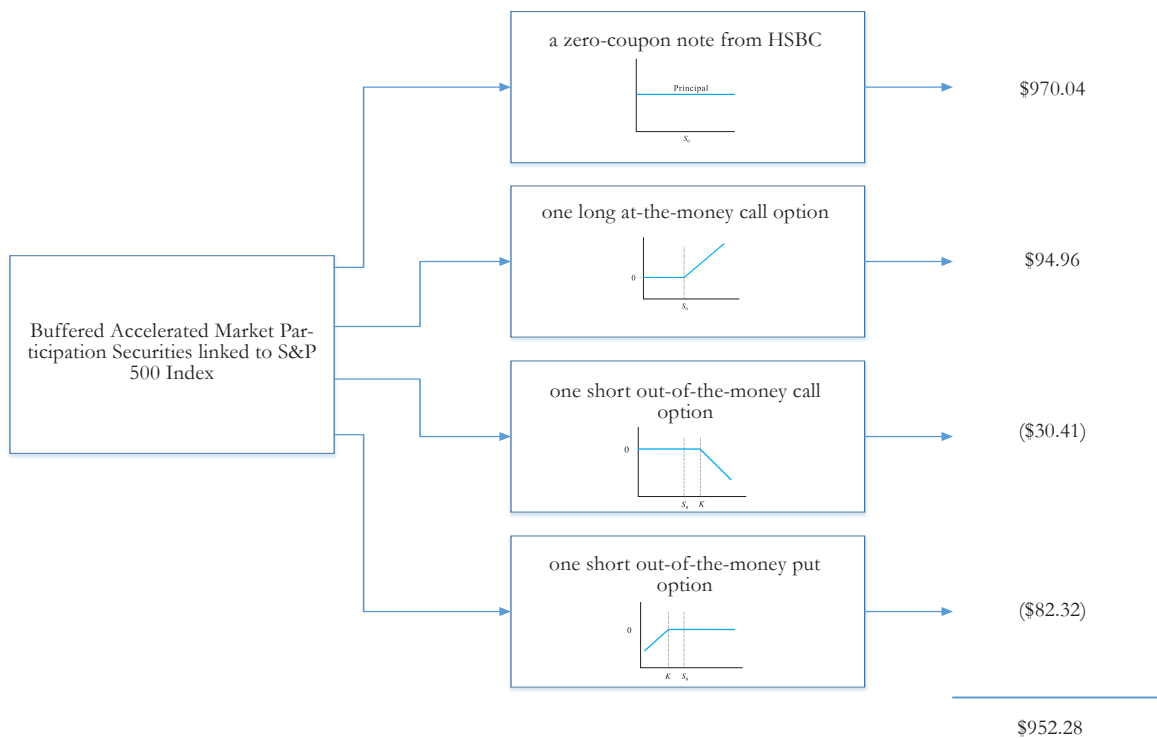 a zero-coupon note from HSBC
Principal
S₀
$970.04
one long at-the-money call option
0
S₀
$94.96
Buffered Accelerated Market Par-
ticipation Securities linked to S&P
500 Index
one short out-of-the-money call
option
0
S₀ K
($30.41)
one short out-of-the-money put
option
0
K S₀
($82.32)
$952.28